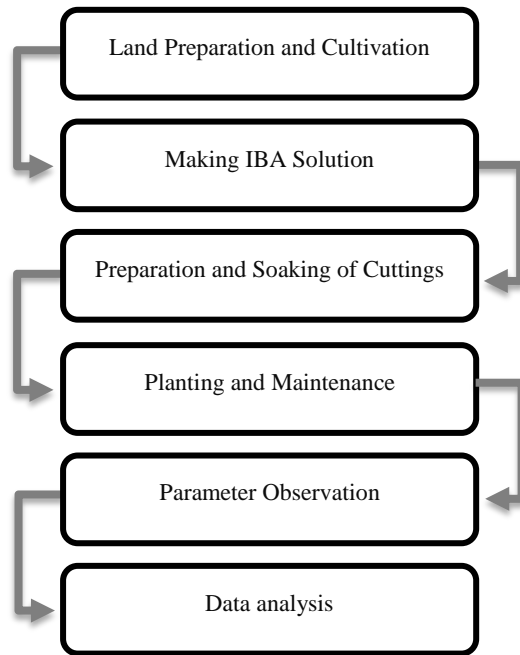 Land Preparation and Cultivation
Making IBA Solution
Preparation and Soaking of Cuttings
Planting and Maintenance
Parameter Observation
Data analysis